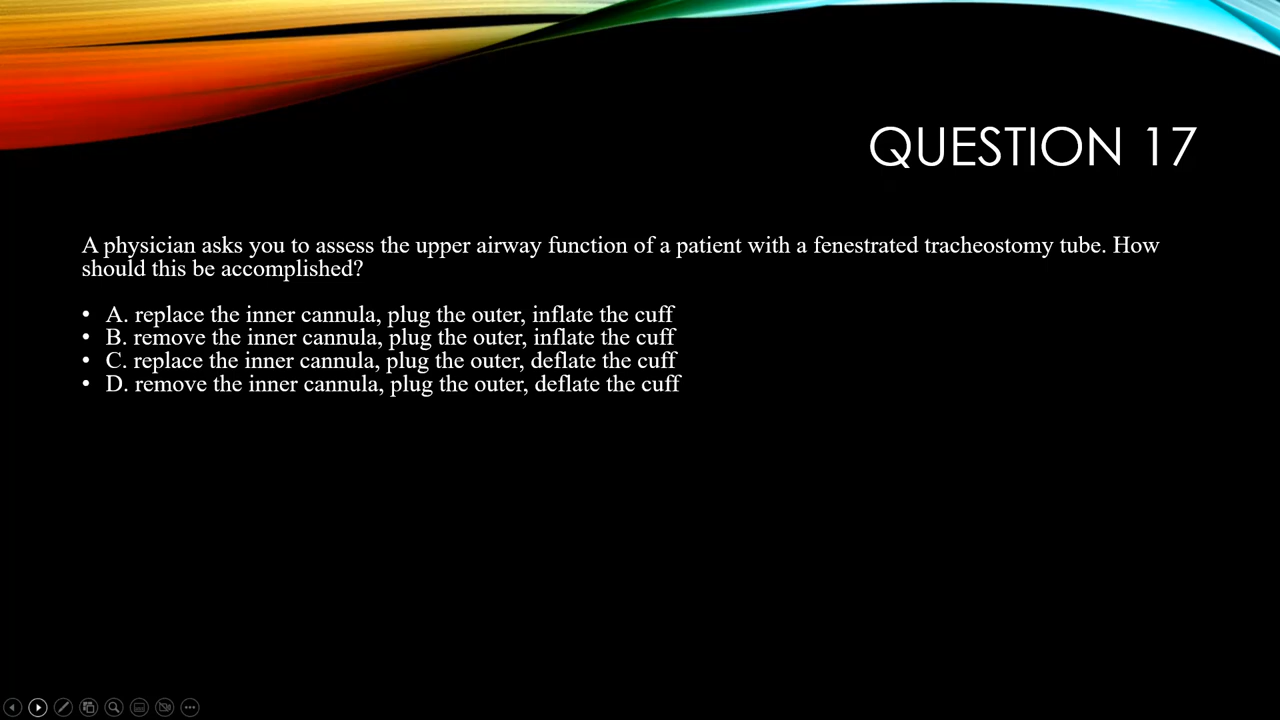 QUESTION 17
A physician asks you to assess the upper airway function of a patient with a fenestrated tracheostomy tube. How
should this be accomplished?
• A. replace the inner cannula, plug the outer, inflate the cuff
• B. remove the inner cannula, plug the outer, inflate the cuff
• C. replace the inner cannula, plug the outer, deflate the cuff
• D. remove the inner cannula, plug the outer, deflate the cuff